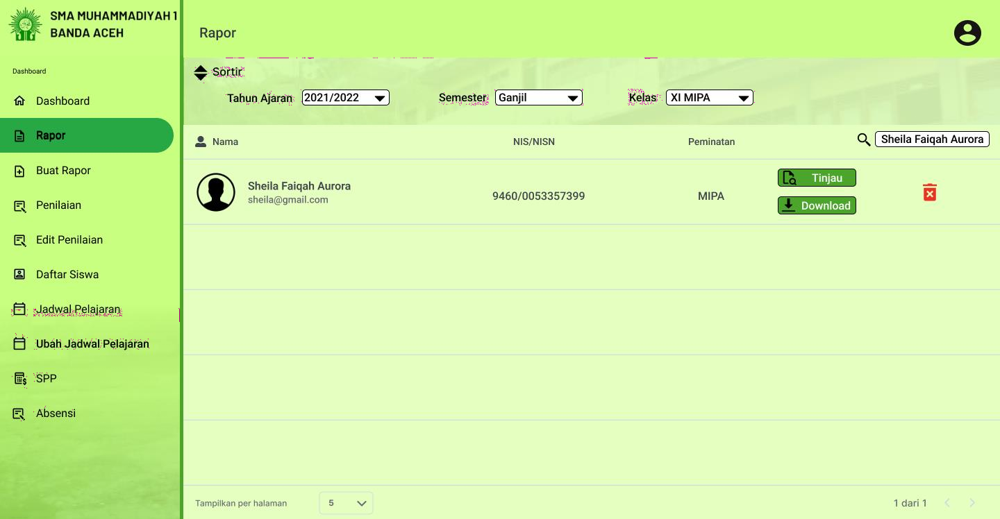 SMA MUHAMMADIYAH 1
BANDA ACEH
Dashboard
Dashboard
Rapor
Buat Rapor
Penilaian
Edit Penilaian
Daftar Siswa
Jadwal Pelajaran
Ubah Jadwal Pelajaran
SPP
Absensi
Rapor
Sortir
Tahun Ajaran 2021/2022 Semester Ganjil Kelas XI MIPA
Nama NIS/NISN Peminatan Sheila Faiqah Aurora
Sheila Faiqah Aurora
sheila@gmail.com
9460/0053357399 MIPA
Tinjau
Download
Tampilkan per halaman 5 1 dari 1